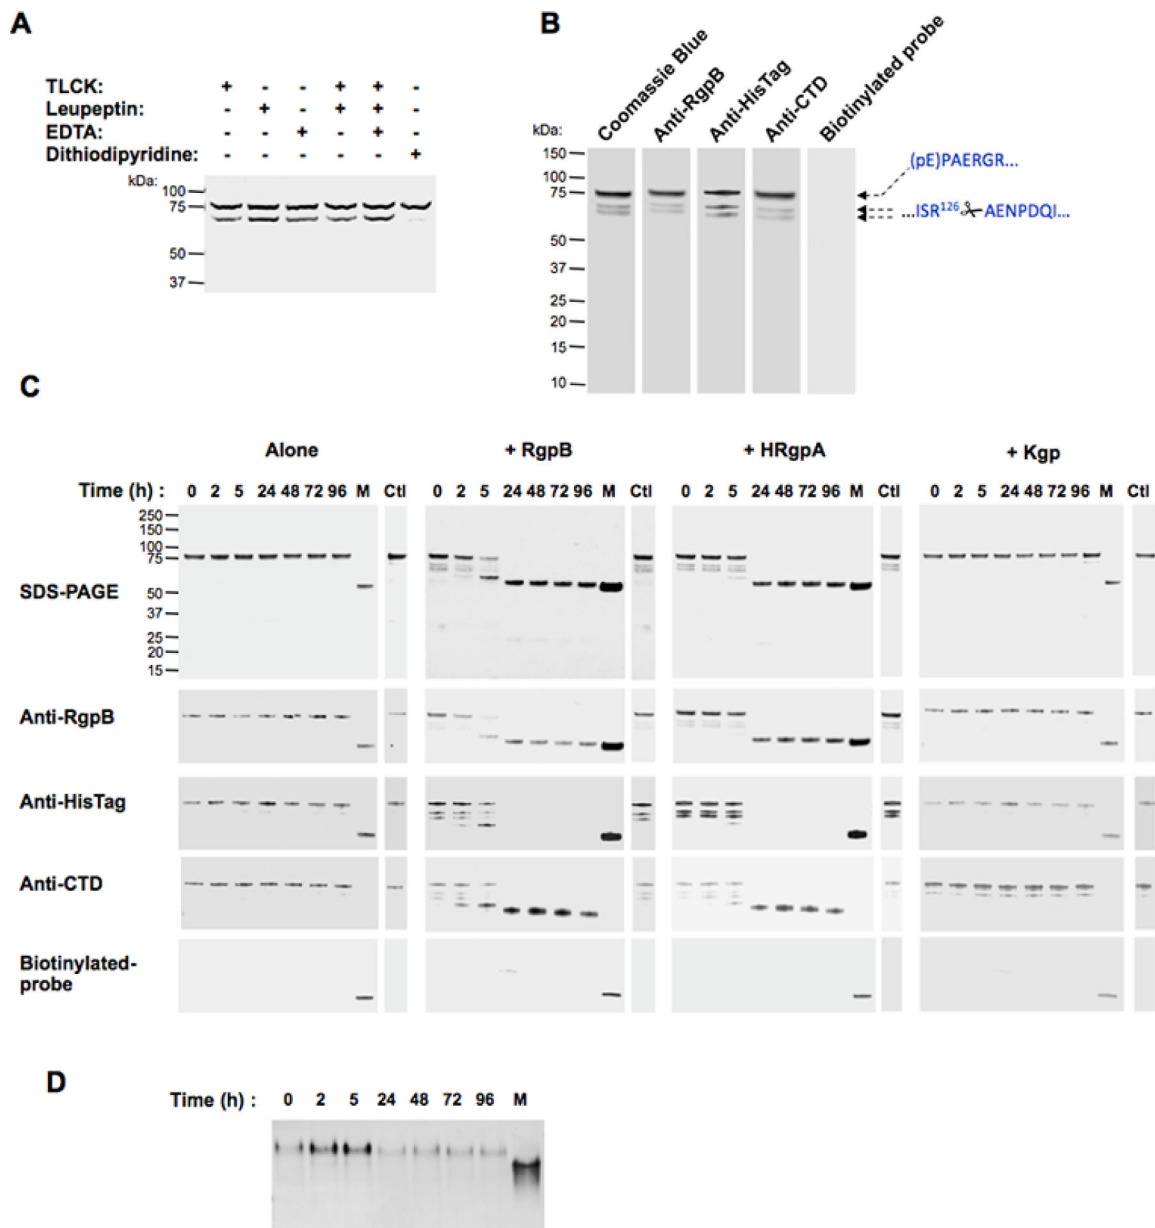 A
TLCK: + - - + + -
Leupeptin: - + - + + -
EDTA: - - + - + -
Dithiodipyridine: - - - - - +
kDa:
100
75
50
37
B
Coomassie Blue
Anti-RgpB
Anti-HisTag
Anti-CTD
Biotinylated probe
kDa:
150
100
75
50
37
25
20
15
10
(pE)PAERGR...
...ISR126 AENPDQI...
C
Alone + RgpB + HRgpA + Kgp
Time (h) : 0 2 5 24 48 72 96 M Ctl 0 2 5 24 48 72 96 M Ctl 0 2 5 24 48 72 96 M Ctl 0 2 5 24 48 72 96 M Ctl
250
150
100
75
SDS-PAGE
50
37
25
20
15
Anti-RgpB
Anti-HisTag
Anti-CTD
Biotinylated-
probe
D
Time (h) : 0 2 5 24 48 72 96 M